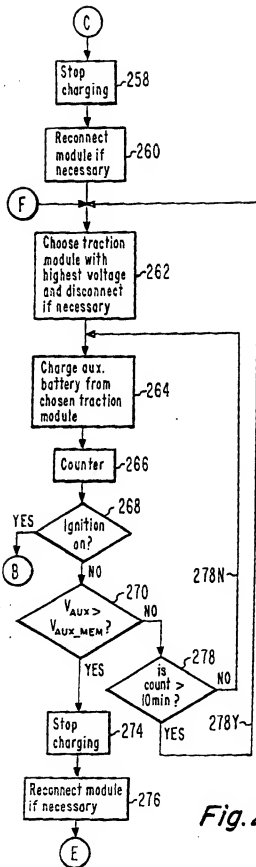 C
Stop
charging
258
Reconnect
module if
necessary
260
F
Choose traction
module with
highest voltage
and disconnect
if necessary
262
Charge aux.
battery from
chosen traction
module
264
Counter
266
268
YES
Ignition
on?
B
NO
270
278N
VAUX >
VAUX_MEM?
NO
278
YES
is
count >
10min?
NO
278Y
Stop
charging
274
YES
Reconnect module
if necessary
276
Fig.
E